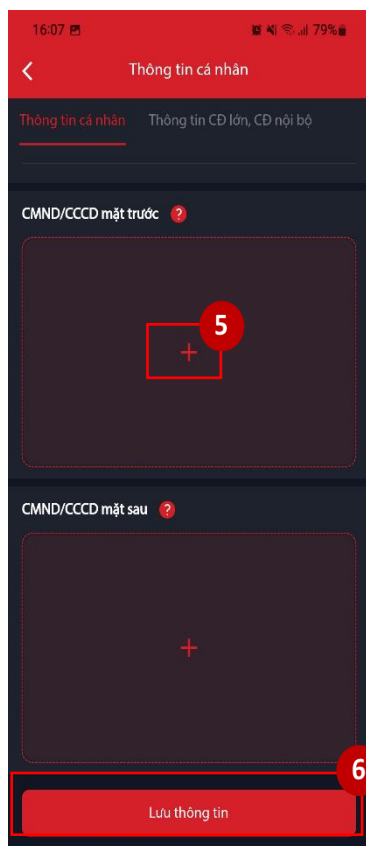 16:07 79%
Thông tin cá nhân
Thông tin cá nhân Thông tin CĐ lớn, CĐ nội bộ
CMND/CCCD mặt trước ?
5
+
CMND/CCCD mặt sau ?
+
6
Lưu thông tin